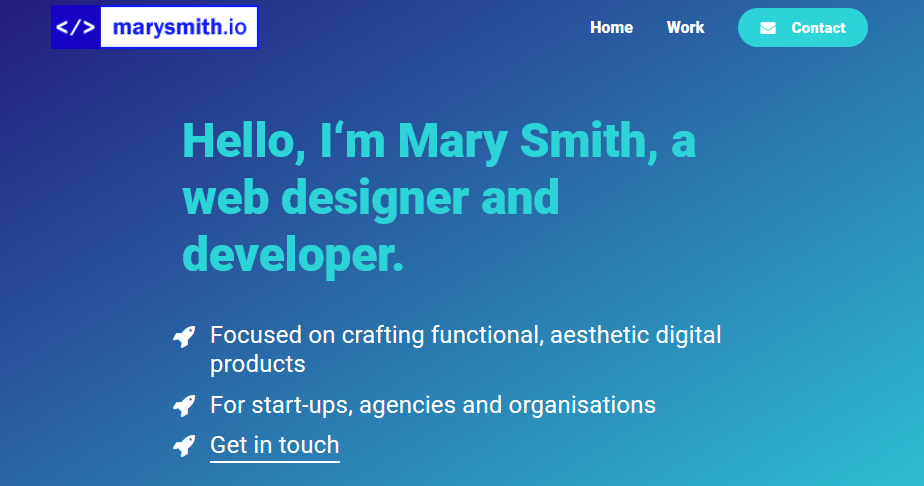 </> marysmith.io
Home Work Contact
Hello, I‘m Mary Smith, a
web designer and
developer.
Focused on crafting functional, aesthetic digital
products
For start-ups, agencies and organisations
Get in touch